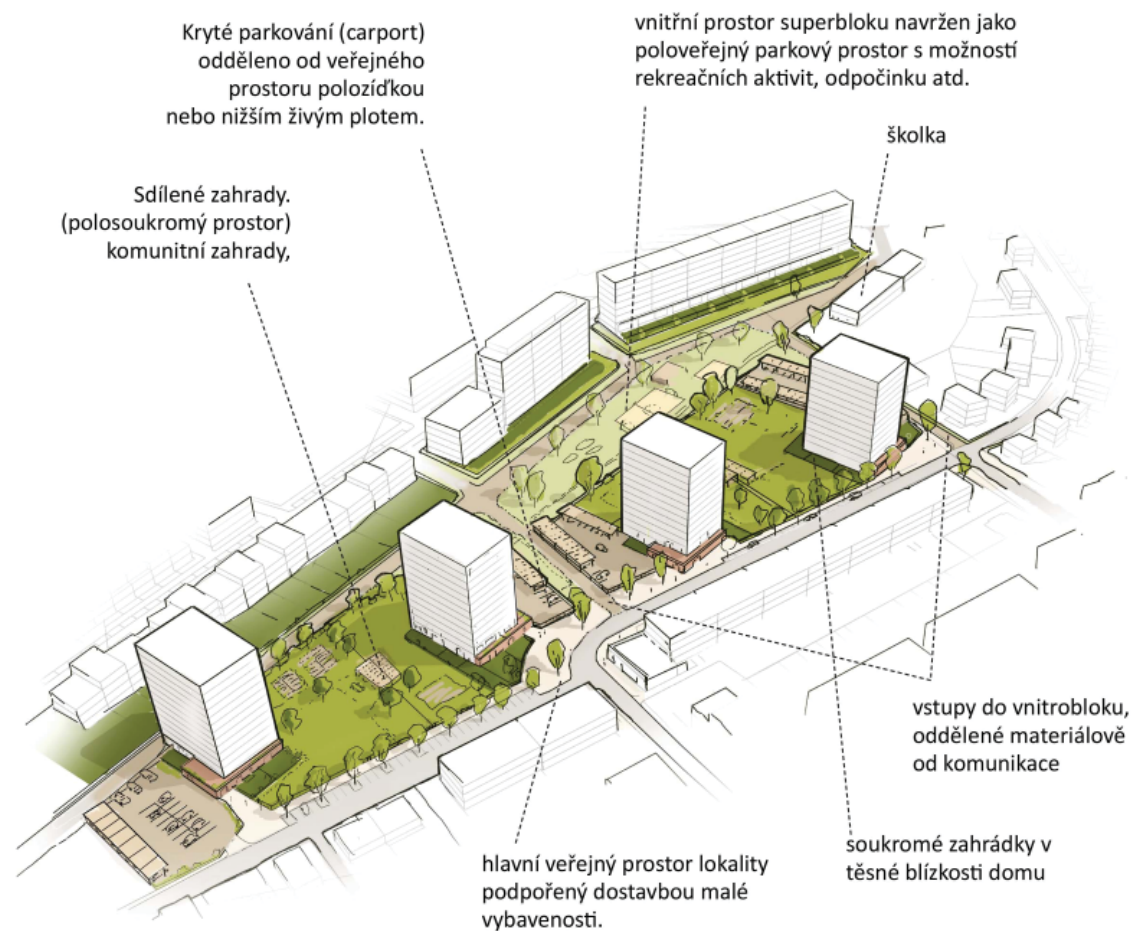 Kryté parkování (carport)
odděleno od veřejného
prostoru polozíďkou
nebo nižším živým plotem.
vnitřní prostor superbloku navržen jako
poloveřejný parkový prostor s možností
rekreačních aktivit, odpočinku atd.
školka
Sdílené zahrady.
(polosoukromý prostor)
komunitní zahrady,
vstupy do vnitrobloku,
oddělené materiálově
od komunikace
soukromé zahrádky v
těsné blízkosti domu
hlavní veřejný prostor lokality
podpořený dostavbou malé
vybavenosti.